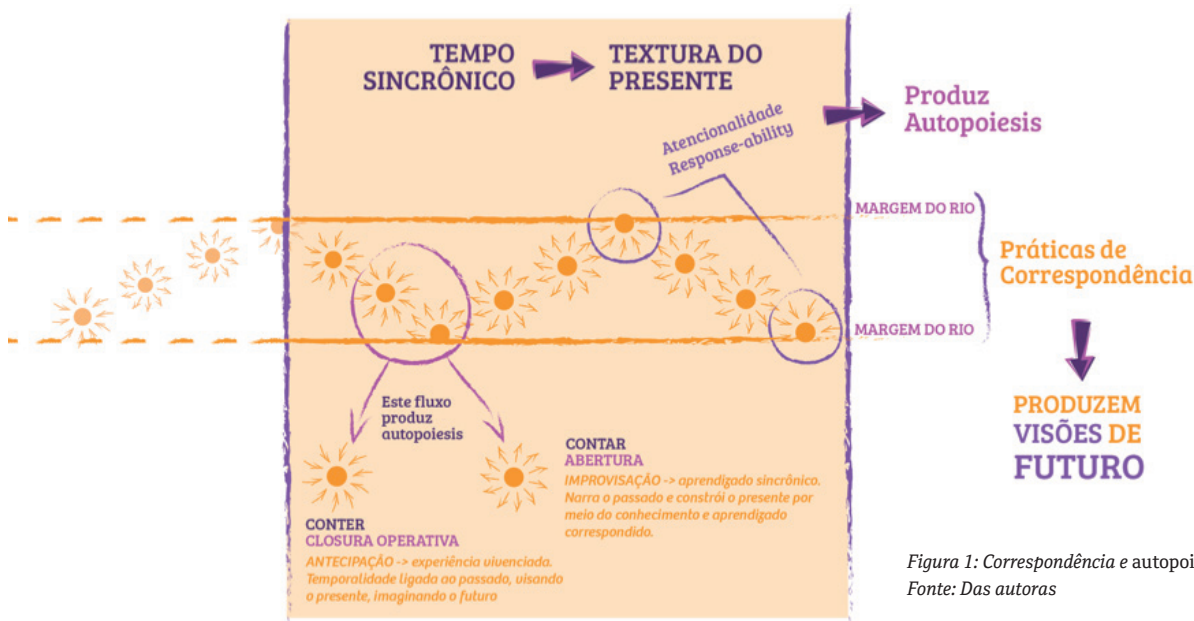 TEMPO
SINCRÔNICO
TEXTURA DO
PRESENTE
Produz
Autopoiesis
Atencionalidade
Response-ability
MARGEM DO RIO
Práticas de
Correspondência
MARGEM DO RIO
PRODUZEM
VISÕES DE
FUTURO
Este fluxo
produz
autopoiesis
CONTAR
ABERTURA
IMPROVISAÇÃO -> aprendizado sincrônico.
Narra o passado e constrói o presente por
meio do conhecimento e aprendizado
correspondido.
CONTER
CLOSURA OPERATIVA
ANTECIPAÇÃO -> experiência vivenciada.
Temporalidade ligada ao passado, visando
o presente, imaginando o futuro
Figura 1: Correspondência e autopoi
Fonte: Das autoras